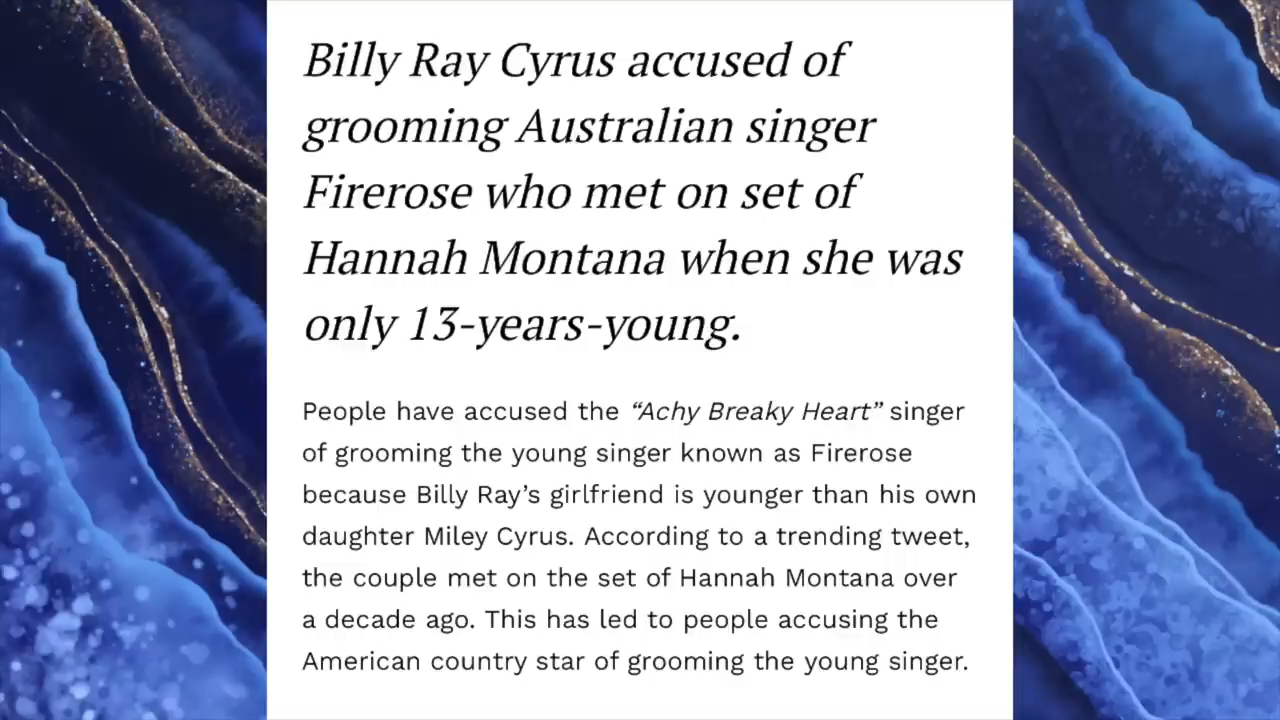 Billy Ray Cyrus accused of
grooming Australian singer
Firerose who met on set of
Hannah Montana when she was
only 13-years-young.
People have accused the “Achy Breaky Heart” singer
of grooming the young singer known as Firerose
because Billy Ray’s girlfriend is younger than his own
daughter Miley Cyrus. According to a trending tweet,
the couple met on the set of Hannah Montana over
a decade ago. This has led to people accusing the
American country star of grooming the young singer.